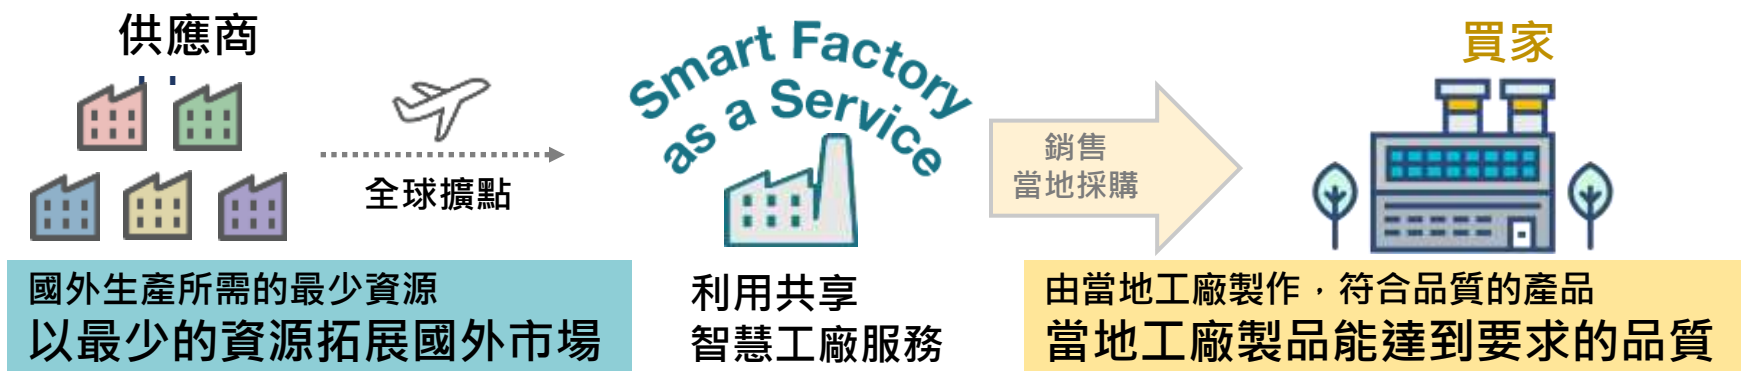 供應商
全球擴點
國外生產所需的最少資源
以最少的資源拓展國外市場
Smart Factory
as a Service
利用共享
智慧工廠服務
銷售
當地採購
買家
由當地工廠製作，符合品質的產品
當地工廠製品能達到要求的品質